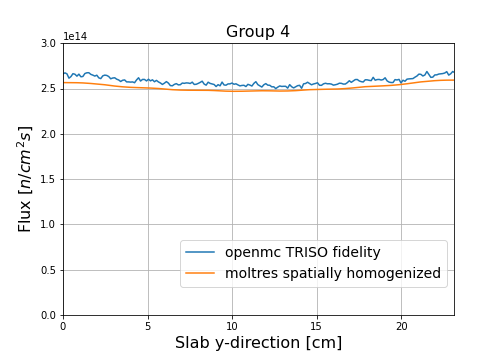 Group 4
1e14
3.0
2.5
2.0
1.5
1.0
0.5
0.0
Flux [n/cm²s]
openmc TRISO fidelity
moltres spatially homogenized
0 5 10 15 20
Slab y-direction [cm]